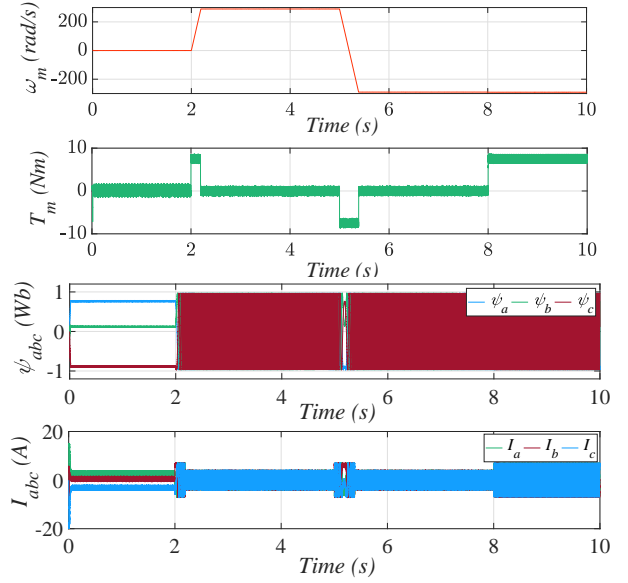 ω_m (rad/s)
200
0
-200
0 2 4 6 8 10
Time (s)
T_m (Nm)
10
0
-10
0 2 4 6 8 10
Time (s)
ψ_abc (Wb)
1
0
-1
ψ_a ψ_b ψ_c
0 2 4 6 8 10
Time (s)
I_abc (A)
20
0
-20
I_a I_b I_c
0 2 4 6 8 10
Time (s)